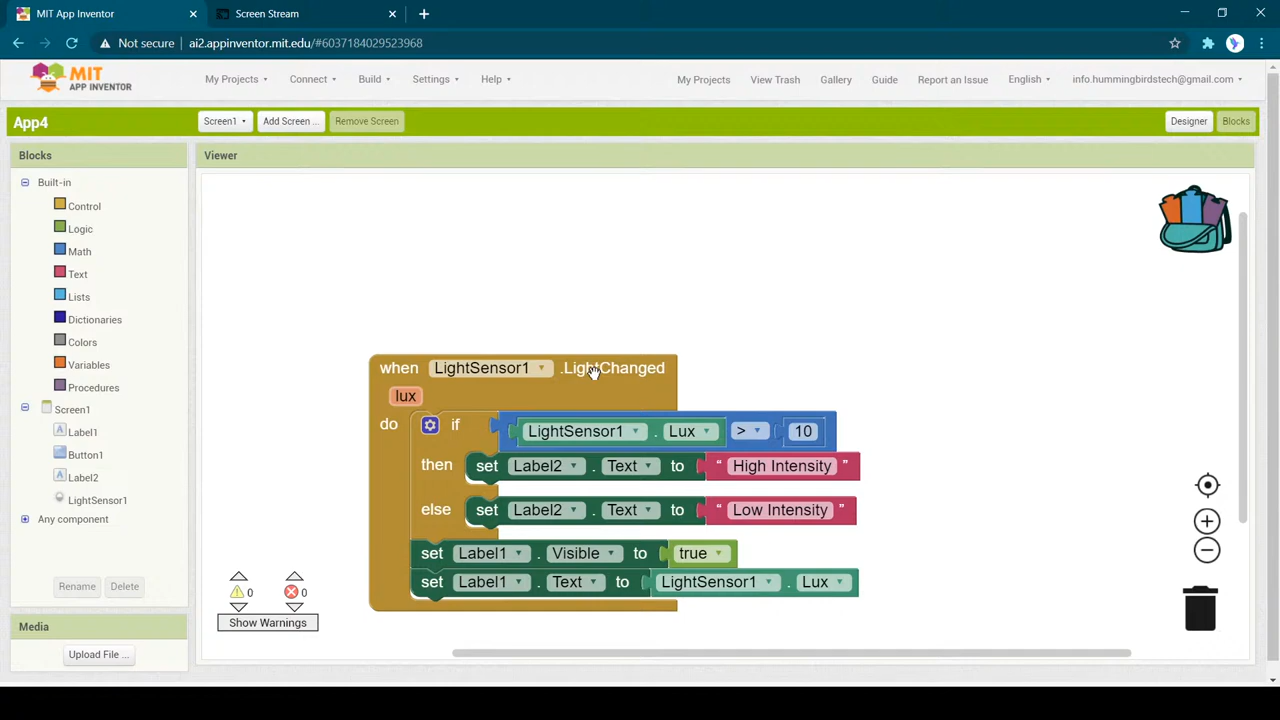 MIT App Inventor
Screen Stream
Not secure
ai2.appinventor.mit.edu/#6037184029523968
MIT
APP INVENTOR
My Projects
Connect
Build
Settings
Help
My Projects
View Trash
Gallery
Guide
Report an Issue
English
info.hummingbirdstech@gmail.com
App4
Screen1
Add Screen ...
Remove Screen
Designer
Blocks
Blocks
Viewer
Built-in
Control
Logic
Math
Text
Lists
Dictionaries
Colors
Variables
Procedures
Screen1
Label1
Button1
Label2
LightSensor1
Any component
Rename
Delete
Media
Upload File ...
when LightSensor1 .LightChanged
lux
do if LightSensor1 . Lux > 10
then set Label2 . Text to “ High Intensity ”
else set Label2 . Text to “ Low Intensity ”
set Label1 . Visible to true
set Label1 . Text to LightSensor1 . Lux
0 0
Show Warnings